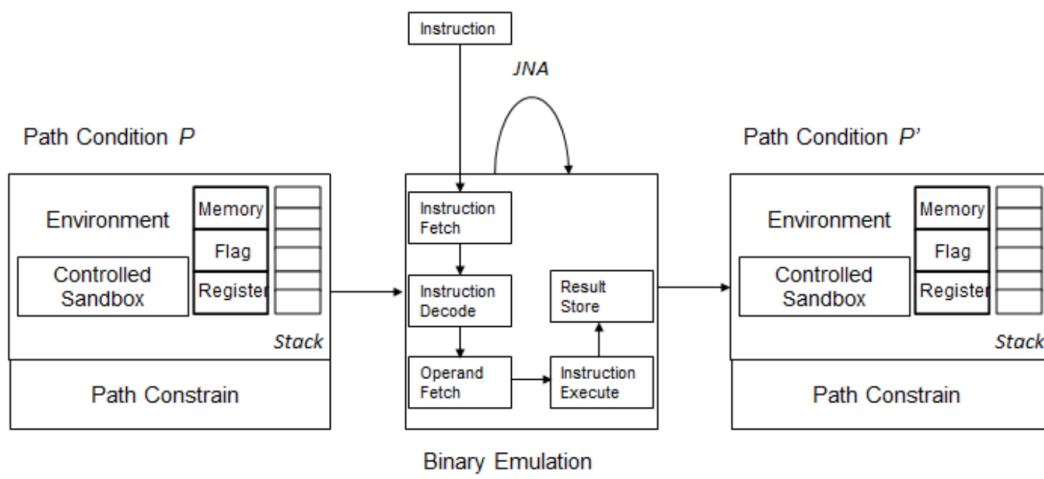 Instruction
JNA
Path Condition P
Path Condition P'
Environment
Memory
Flag
Register
Controlled
Sandbox
Stack
Path Constrain
Instruction
Fetch
Instruction
Decode
Operand
Fetch
Instruction
Execute
Result
Store
Binary Emulation
Environment
Memory
Flag
Register
Controlled
Sandbox
Stack
Path Constrain